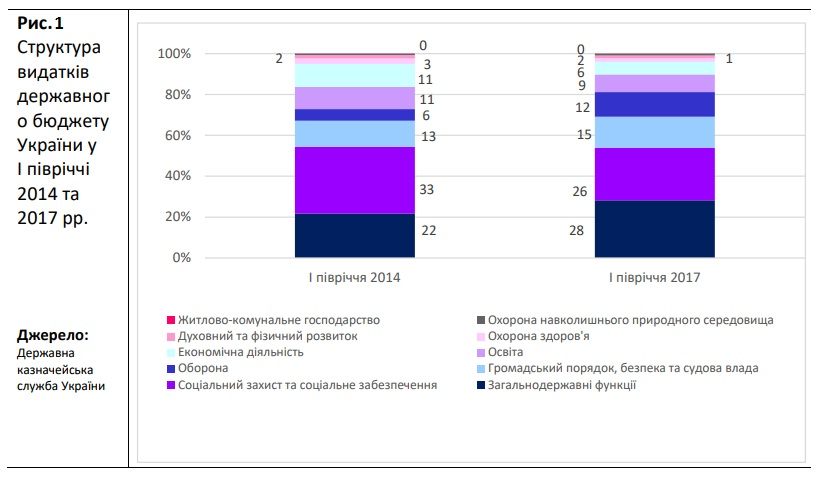 Рис.1
Структура
видатків
державног
о бюджету
України у
І півріччі
2014 та
2017 рр.
Джерело:
Державна
казначейська
служба України
100%
80%
60%
40%
20%
0%
0
2
3
11
11
6
13
33
22
0
1
2
6
9
12
15
26
28
І півріччя 2014
І півріччя 2017
Житлово-комунальне господарство
Охорона навколишнього природного середовища
Духовний та фізичний розвиток
Охорона здоров'я
Економічна діяльність
Освіта
Оборона
Громадський порядок, безпека та судова влада
Соціальний захист та соціальне забезпечення
Загальнодержавні функції